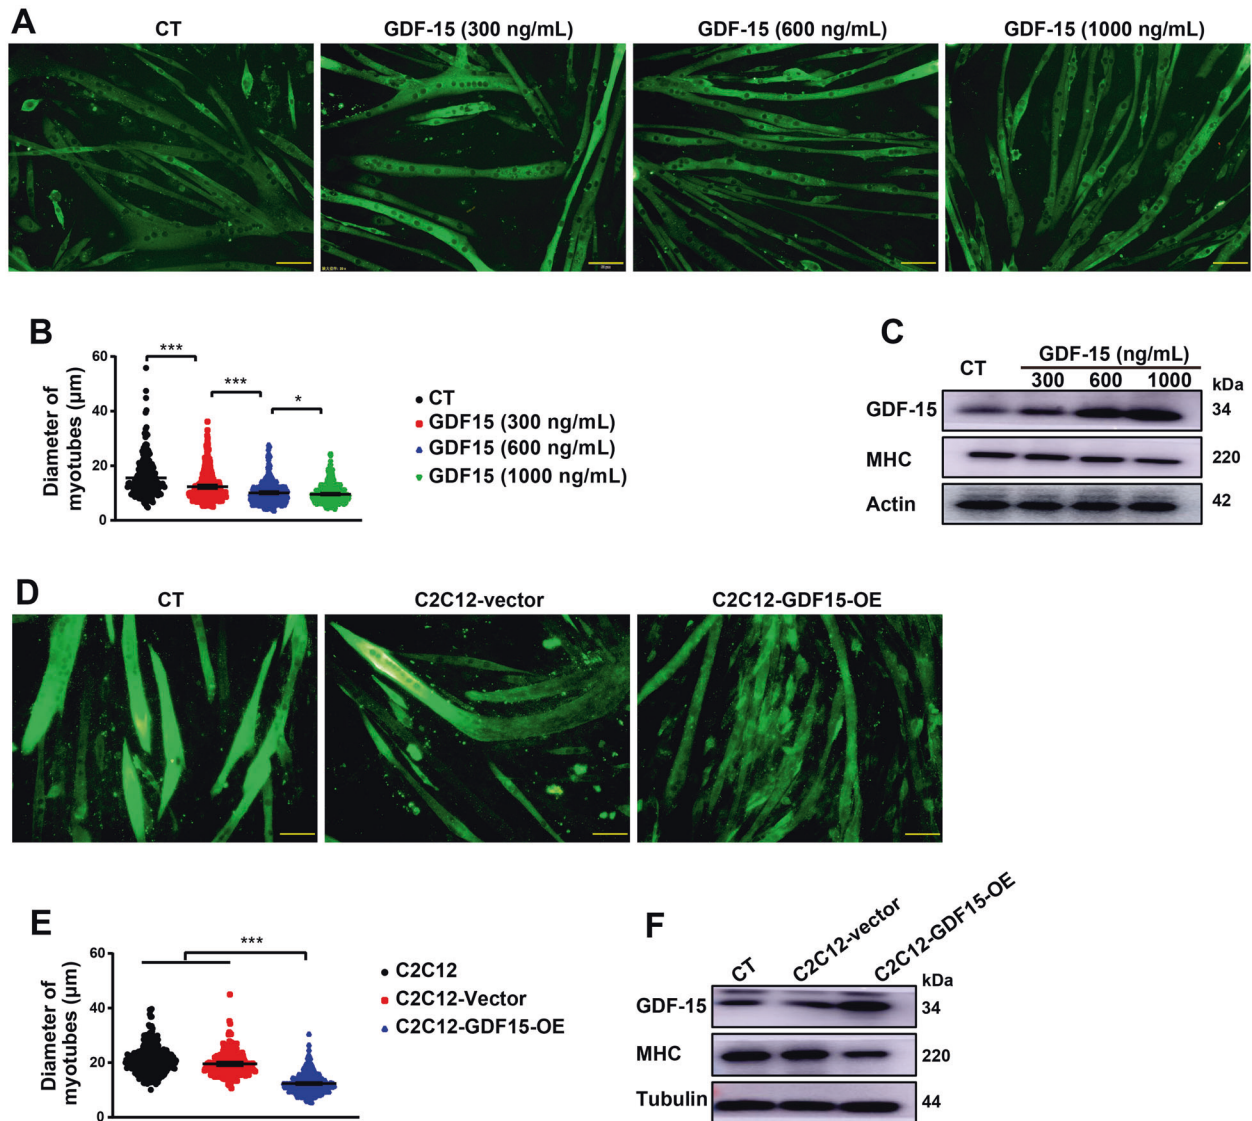 A
CT
GDF-15 (300 ng/mL)
GDF-15 (600 ng/mL)
GDF-15 (1000 ng/mL)
B
Diameter of
myotubes (μm)
60
40
20
0
***
***
*
CT
GDF15 (300 ng/mL)
GDF15 (600 ng/mL)
GDF15 (1000 ng/mL)
C
CT
GDF-15 (ng/mL)
300 600 1000
kDa
GDF-15 34
MHC 220
Actin 42
D
CT
C2C12-vector
C2C12-GDF15-OE
E
Diameter of
myotubes (μm)
60
40
20
0
***
C2C12
C2C12-Vector
C2C12-GDF15-OE
F
CT
C2C12-vector
C2C12-GDF15-OE
kDa
GDF-15 34
MHC 220
Tubulin 44